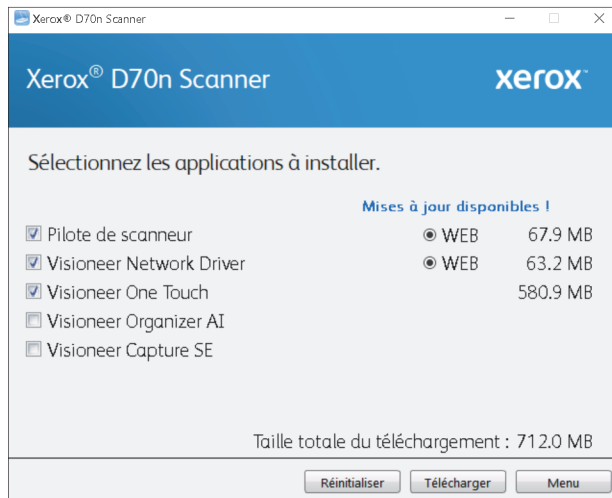 Xerox® D70n Scanner
Xerox® D70n Scanner
xerox™
Sélectionnez les applications à installer.
Mises à jour disponibles !
Pilote de scanneur WEB 67.9 MB
Visioneer Network Driver WEB 63.2 MB
Visioneer One Touch 580.9 MB
Visioneer Organizer AI
Visioneer Capture SE
Taille totale du téléchargement : 712.0 MB
Réinitialiser Télécharger Menu